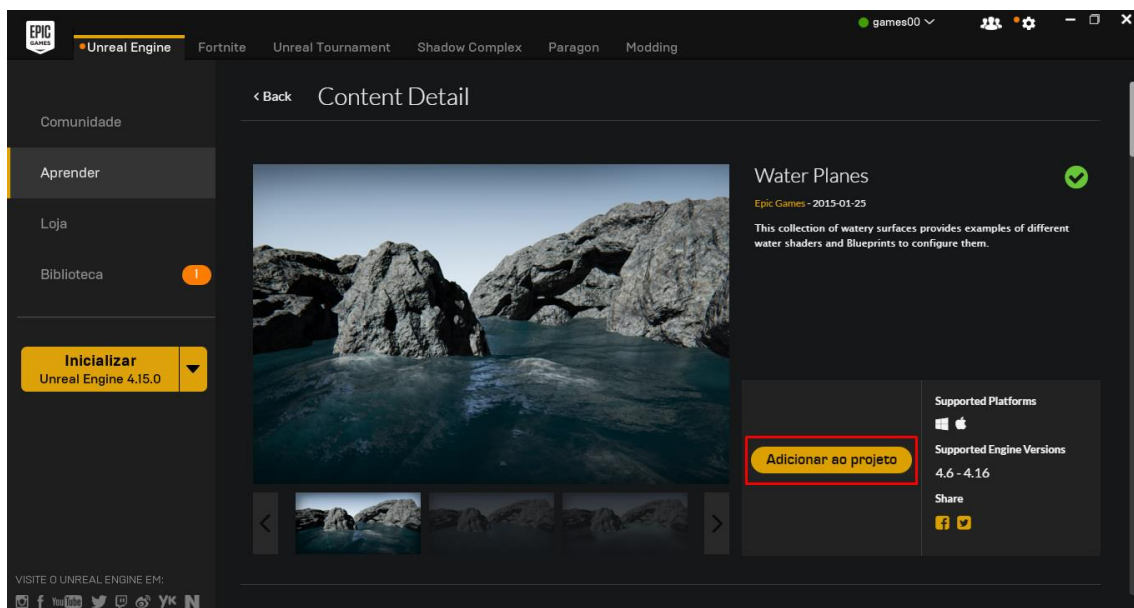 EPIC
GAMES
Unreal Engine
Fortnite
Unreal Tournament
Shadow Complex
Paragon
Modding
games00
Comunidade
Aprender
Loja
Biblioteca
1
Inicializar
Unreal Engine 4.15.0
VISITE O UNREAL ENGINE EM:
You Tube
YK
N
< Back
Content Detail
Water Planes
Epic Games - 2015-01-25
This collection of watery surfaces provides examples of different
water shaders and Blueprints to configure them.
Adicionar ao projeto
Supported Platforms
Supported Engine Versions
4.6 - 4.16
Share